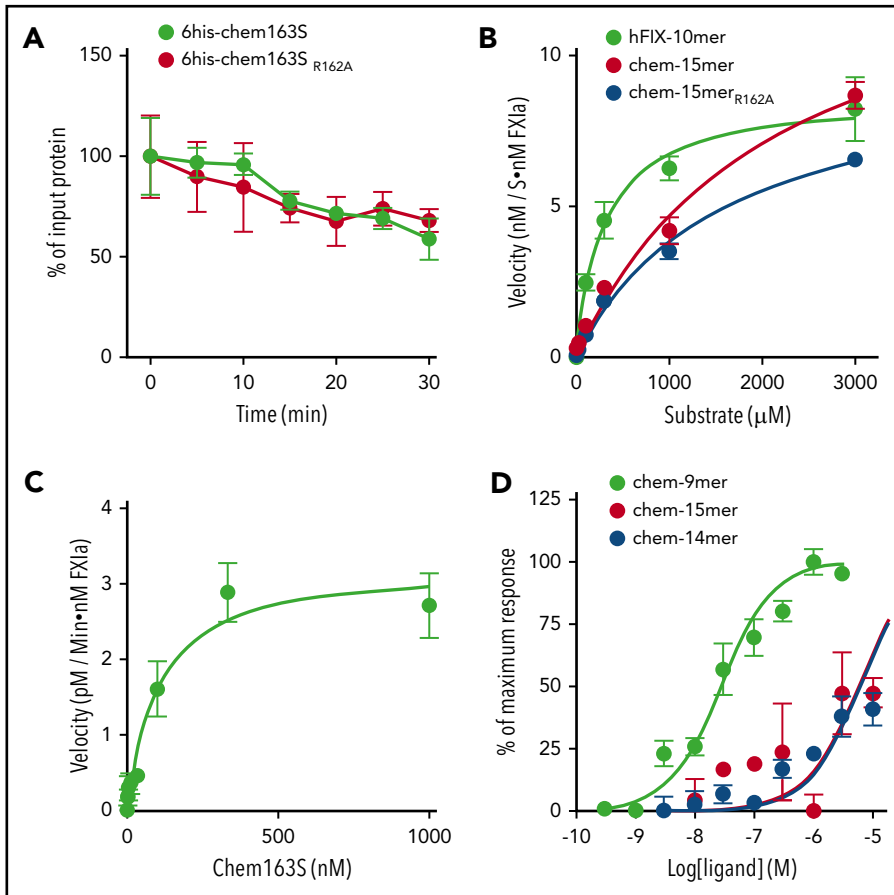 A
6his-chem163S
6his-chem163S R162A
150
100
50
0
% of input protein
0 10 20 30
Time (min)
B
hFIX-10mer
chem-15mer
chem-15merR162A
10
5
0
Velocity (nM / S•nM FXIa)
0 1000 2000 3000
Substrate (μM)
C
4
3
2
1
0
Velocity (pM / Min•nM FXIa)
0 500 1000
Chem163S (nM)
D
chem-9mer
chem-15mer
chem-14mer
125
100
75
50
25
0
% of maximum response
-10 -9 -8 -7 -6 -5
Log[ligand] (M)